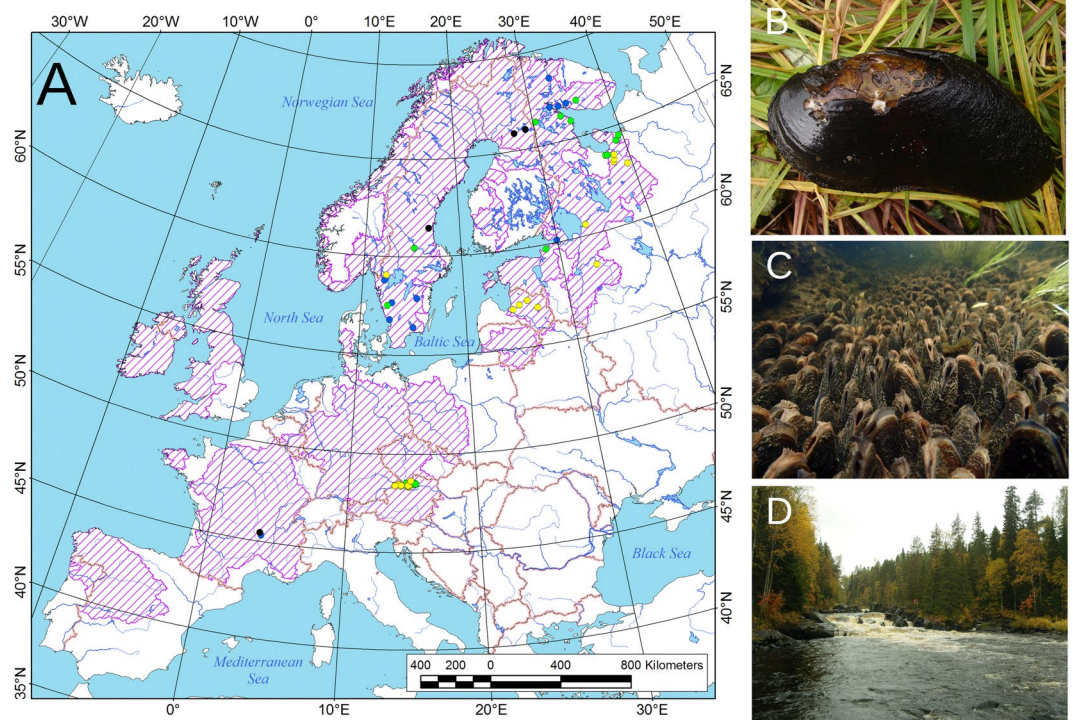 30°W 20°W 10°W 0° 10°E 20°E 30°E 40°E 50°E
A
B
Norwegian Sea
65°N
60°N
60°N
55°N
C
North Sea
55°N
Baltic Sea
50°N
50°N
45°N
D
45°N
Black Sea
40°N
40°N
Mediterranean
Sea
400 200 0 400 800 Kilometers
35°N
0° 10°E 20°E 30°E